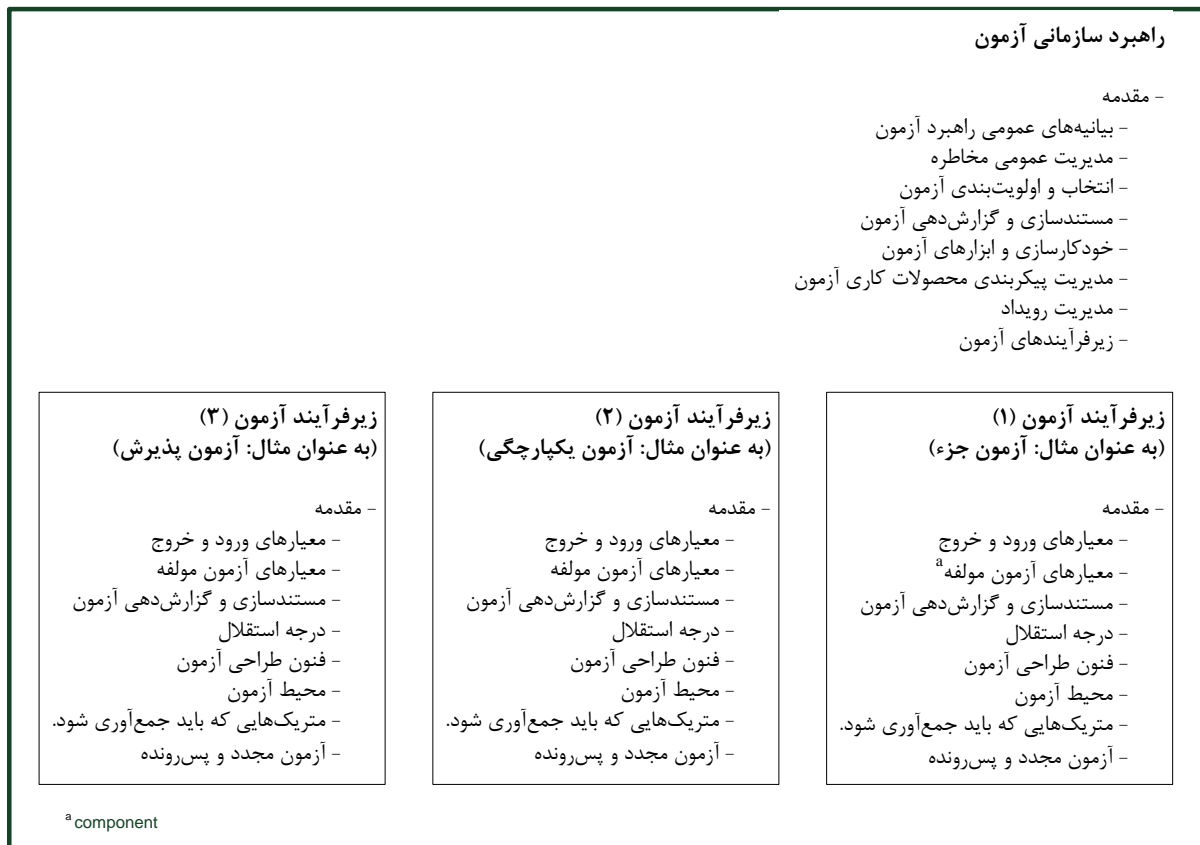 راهبرد سازمانی آزمون
- مقدمه
- بیانیه‌های عمومی راهبرد آزمون
- مدیریت عمومی مخاطره
- انتخاب و اولویت‌بندی آزمون
- مستندسازی و گزارش‌دهی آزمون
- خودکارسازی و ابزارهای آزمون
- مدیریت پیکربندی محصولات کاری آزمون
- مدیریت رویداد
- زیرفرآیندهای آزمون
زیرفرآیند آزمون (۱)
(به عنوان مثال: آزمون جزء)
- مقدمه
- معیارهای ورود و خروج
- معیارهای آزمون مولفهa
- مستندسازی و گزارش‌دهی آزمون
- درجه استقلال
- فنون طراحی آزمون
- محیط آزمون
- متریک‌هایی که باید جمع‌آوری شود.
- آزمون مجدد و پس‌رونده
زیرفرآیند آزمون (۲)
(به عنوان مثال: آزمون یکپارچگی)
- مقدمه
- معیارهای ورود و خروج
- معیارهای آزمون مولفه
- مستندسازی و گزارش‌دهی آزمون
- درجه استقلال
- فنون طراحی آزمون
- محیط آزمون
- متریک‌هایی که باید جمع‌آوری شود.
- آزمون مجدد و پس‌رونده
زیرفرآیند آزمون (۳)
(به عنوان مثال: آزمون پذیرش)
- مقدمه
- معیارهای ورود و خروج
- معیارهای آزمون مولفه
- مستندسازی و گزارش‌دهی آزمون
- درجه استقلال
- فنون طراحی آزمون
- محیط آزمون
- متریک‌هایی که باید جمع‌آوری شود.
- آزمون مجدد و پس‌رونده
a component